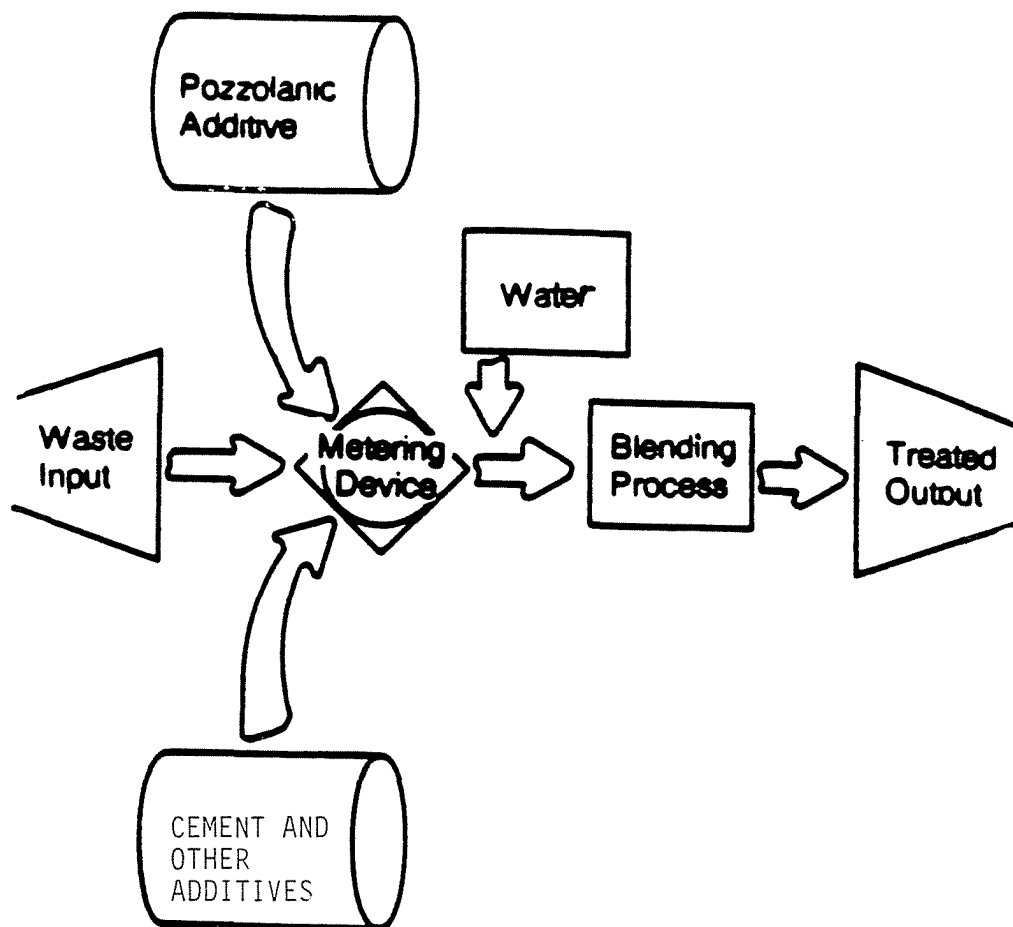 Pozzolanic
Additive
Water
Waste
Input
Metering
Device
Blending
Process
Treated
Output
CEMENT AND
OTHER
ADDITIVES